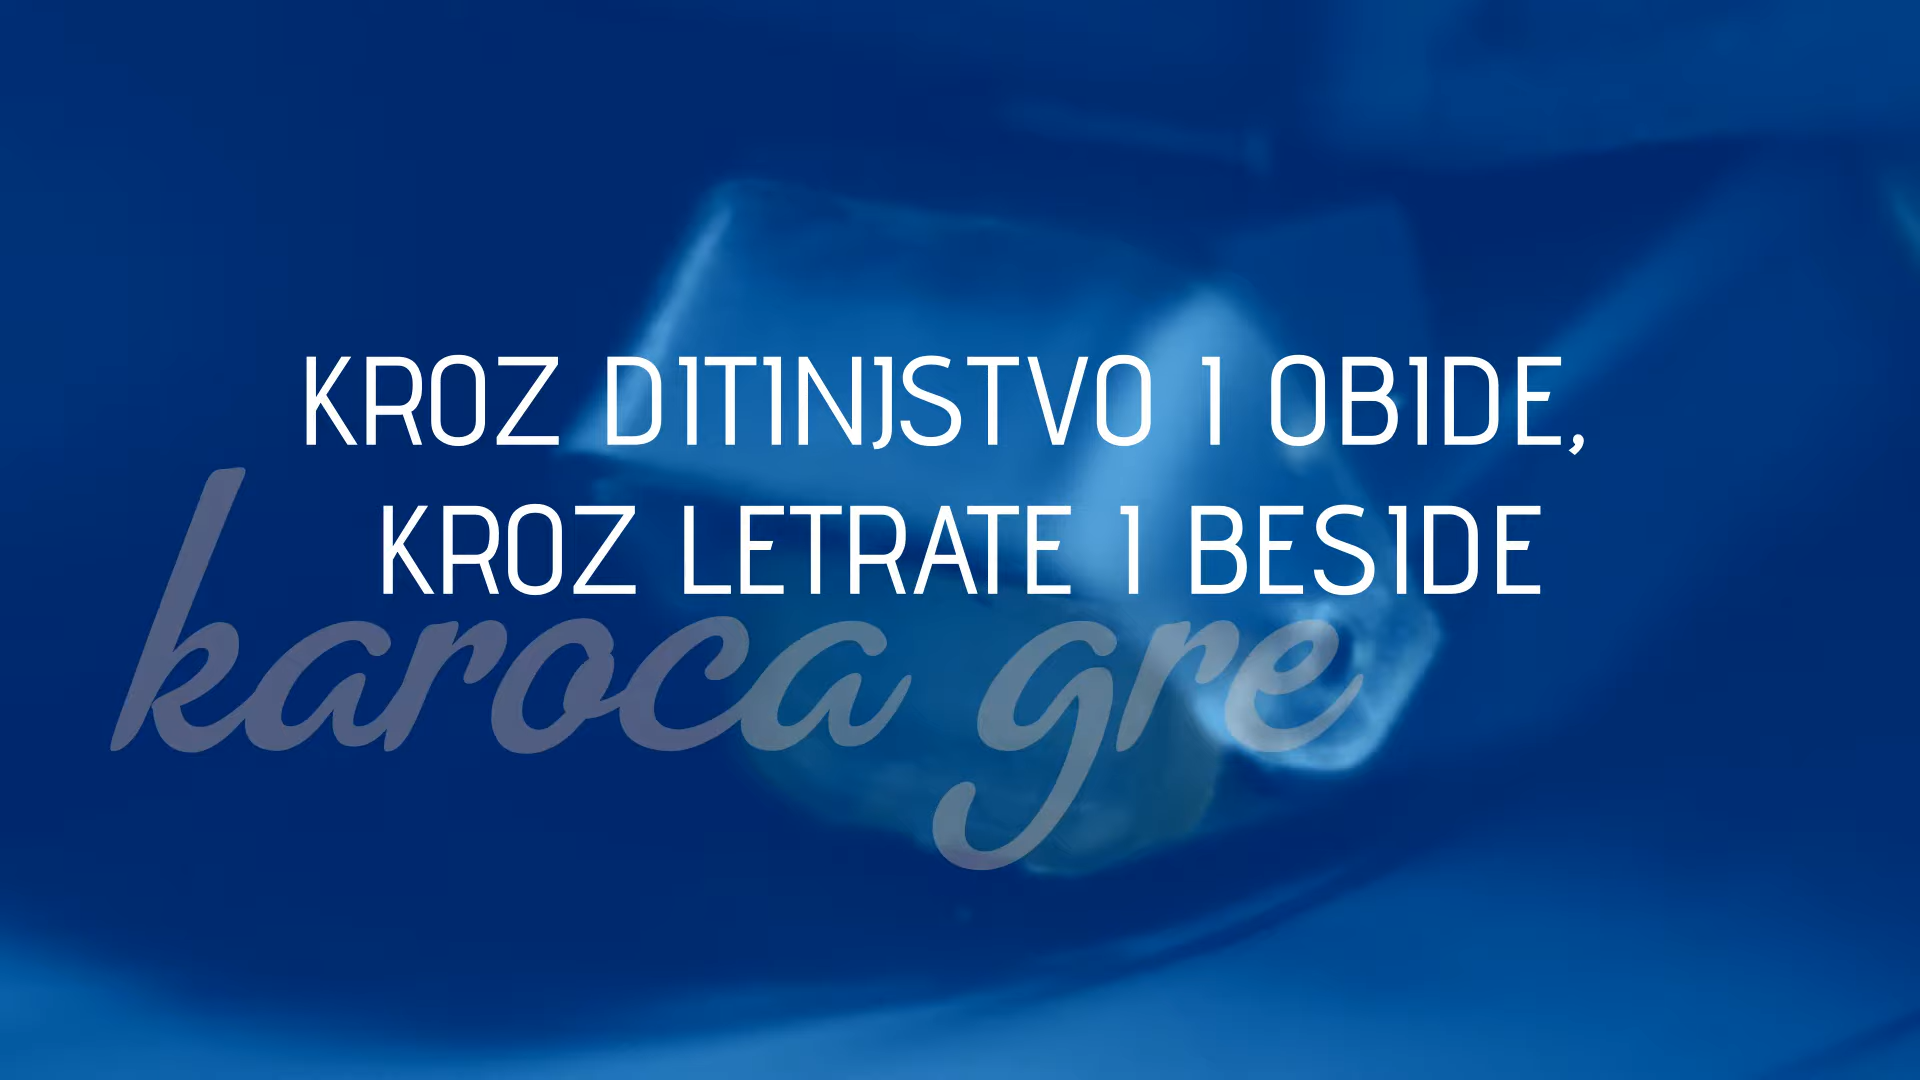 KROZ DITINJSTVO I OBIDE,
KROZ LETRATE I BESIDE
karoca gre